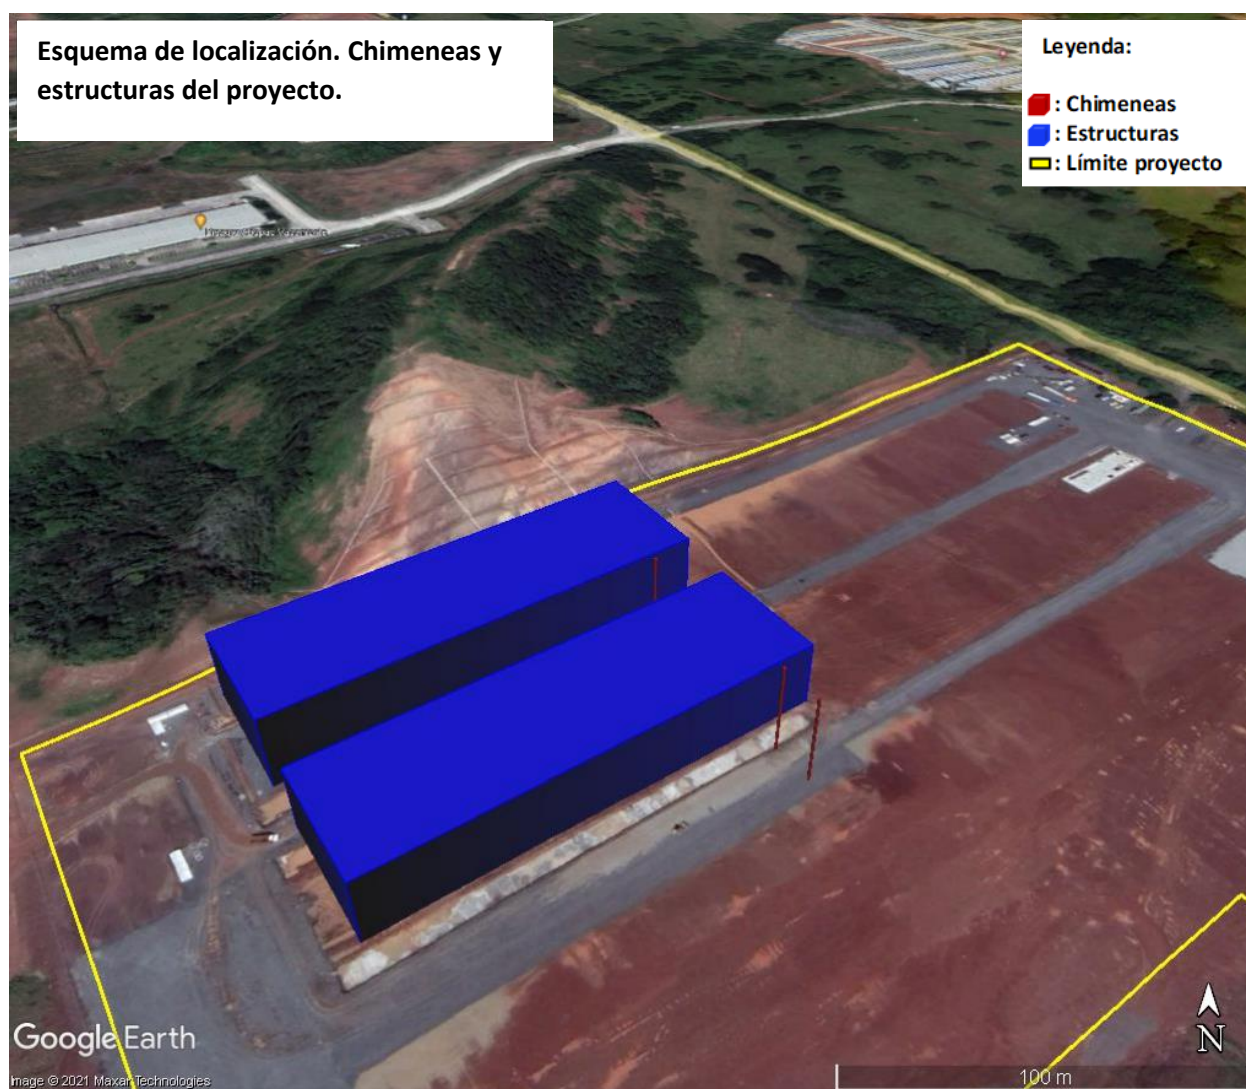 Esquema de localización. Chimeneas y
estructuras del proyecto.
Leyenda:
: Chimeneas
: Estructuras
: Límite proyecto
Google Earth
Image © 2021 Maxar Technologies
N
100 m